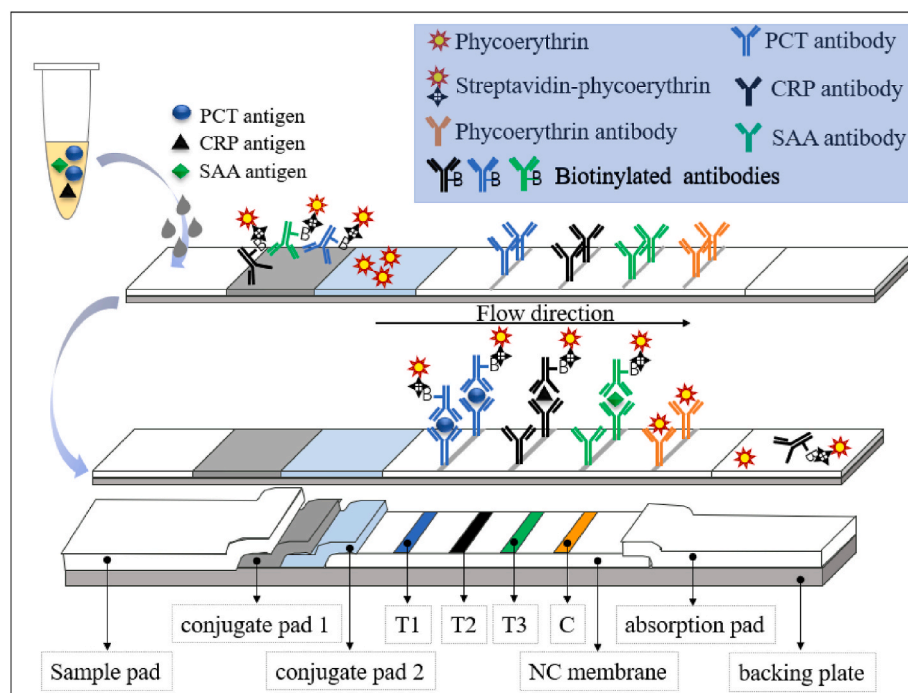 Phycoerythrin
PCT antibody
Streptavidin-phycoerythrin
CRP antibody
Phycoerythrin antibody
SAA antibody
B B B Biotinylated antibodies
PCT antigen
CRP antigen
SAA antigen
B B B
Flow direction
B B B B
B
conjugate pad 1
T1
T2
T3
C
absorption pad
Sample pad
conjugate pad 2
NC membrane
backing plate